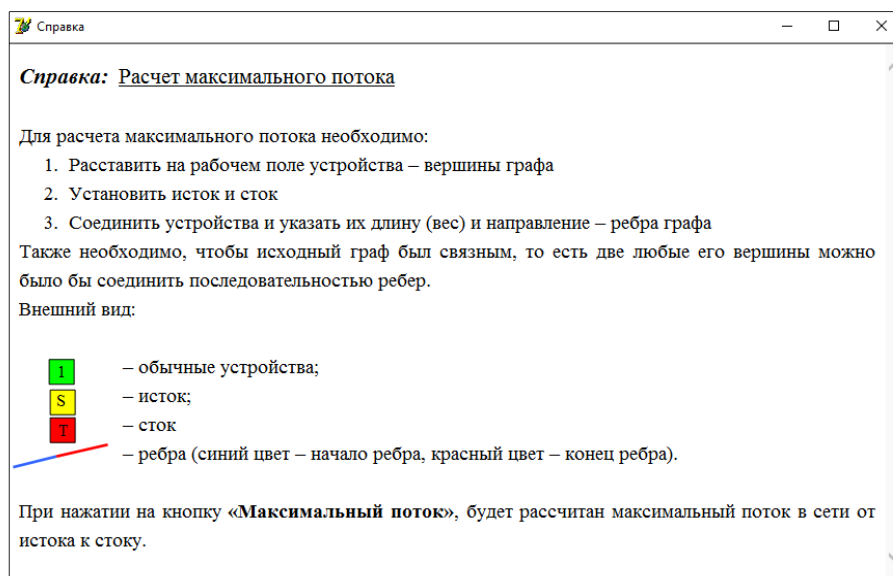 Справка
Справка: Расчет максимального потока
Для расчета максимального потока необходимо:
1. Расставить на рабочем поле устройства – вершины графа
2. Установить исток и сток
3. Соединить устройства и указать их длину (вес) и направление – ребра графа
Также необходимо, чтобы исходный граф был связным, то есть две любые его вершины можно
было бы соединить последовательностью ребер.
Внешний вид:
1 – обычные устройства;
S – исток;
T – сток
– ребра (синий цвет – начало ребра, красный цвет – конец ребра).
При нажатии на кнопку «Максимальный поток», будет рассчитан максимальный поток в сети от
истока к стоку.